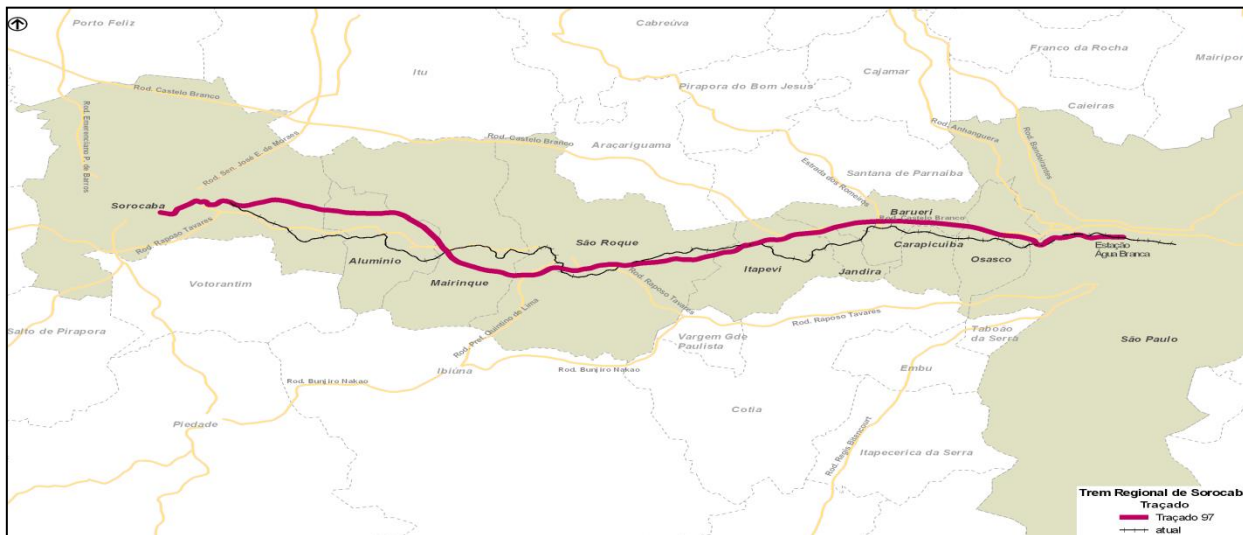 Porto Feliz
Cabreúva
Franco da Rocha
Mairipor
Itu
Cajamar
Pirapora do Bom Jesus
Caieiras
Rod. Castelo Branco
Rod. Emerenciano P. de Barros
Rod. Anhanguera
Rod. Bandeirantes
Rod. Sen. José E. de Moraes
Rod. Castelo Branco
Araçariguama
Estrada dos Romeiros
Santana de Parnaiba
Sorocaba
Barueri
Rod. Castelo Branco
Rod. Raposo Tavares
São Roque
Carapicuiba
Estação
Água Branca
Aluminio
Itapevi
Jandira
Osasco
Votorantim
Mairinque
Rod. Raposo Tavares
Rod. Pref. Quintino de Lima
Rod. Raposo Tavares
Salto de Pirapora
Vargem Gde
Paulista
Taboão
da Serra
São Paulo
Ibiúna
Rod. Bunjiro Nakao
Embu
Rod. Bunjiro Nakao
Cotia
Piedade
Rod. Regis Bitancourt
Itapecerica da Serra
Trem Regional de Sorocab
Traçado
Traçado 97
atual